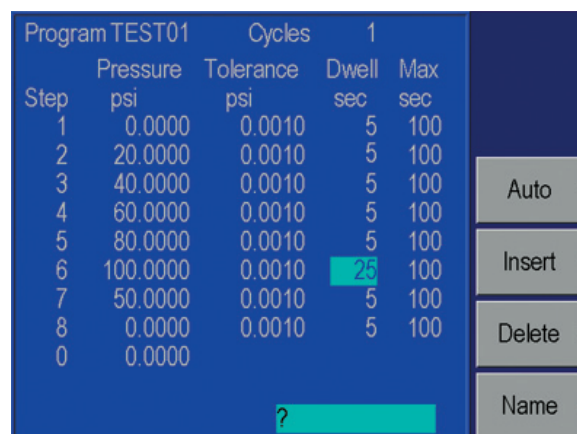 Program TEST01 Cycles 1
Pressure Tolerance Dwell Max
Step psi psi sec sec
1 0.0000 0.0010 5 100
2 20.0000 0.0010 5 100
3 40.0000 0.0010 5 100
4 60.0000 0.0010 5 100
5 80.0000 0.0010 5 100
6 100.0000 0.0010 25 100
7 50.0000 0.0010 5 100
8 0.0000 0.0010 5 100
0 0.0000
?
Auto
Insert
Delete
Name